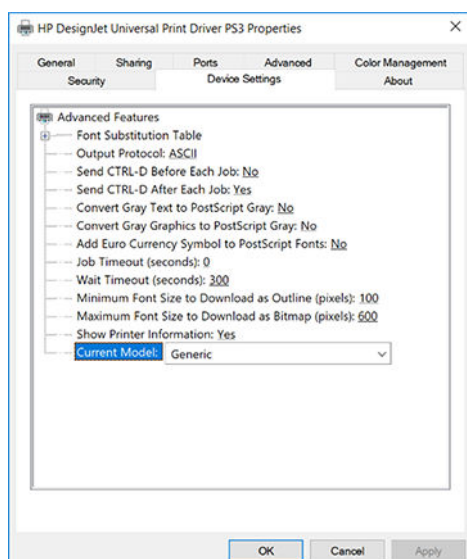 HP DesignJet Universal Print Driver PS3 Properties
General Sharing Ports Advanced Color Management
Security Device Settings About
Advanced Features
Font Substitution Table
Output Protocol: ASCII
Send CTRL-D Before Each Job: No
Send CTRL-D After Each Job: Yes
Convert Gray Text to PostScript Gray: No
Convert Gray Graphics to PostScript Gray: No
Add Euro Currency Symbol to PostScript Fonts: No
Job Timeout (seconds): 0
Wait Timeout (seconds): 300
Minimum Font Size to Download as Outline (pixels): 100
Maximum Font Size to Download as Bitmap (pixels): 600
Show Printer Information: Yes
Current Model: Generic
OK Cancel Apply